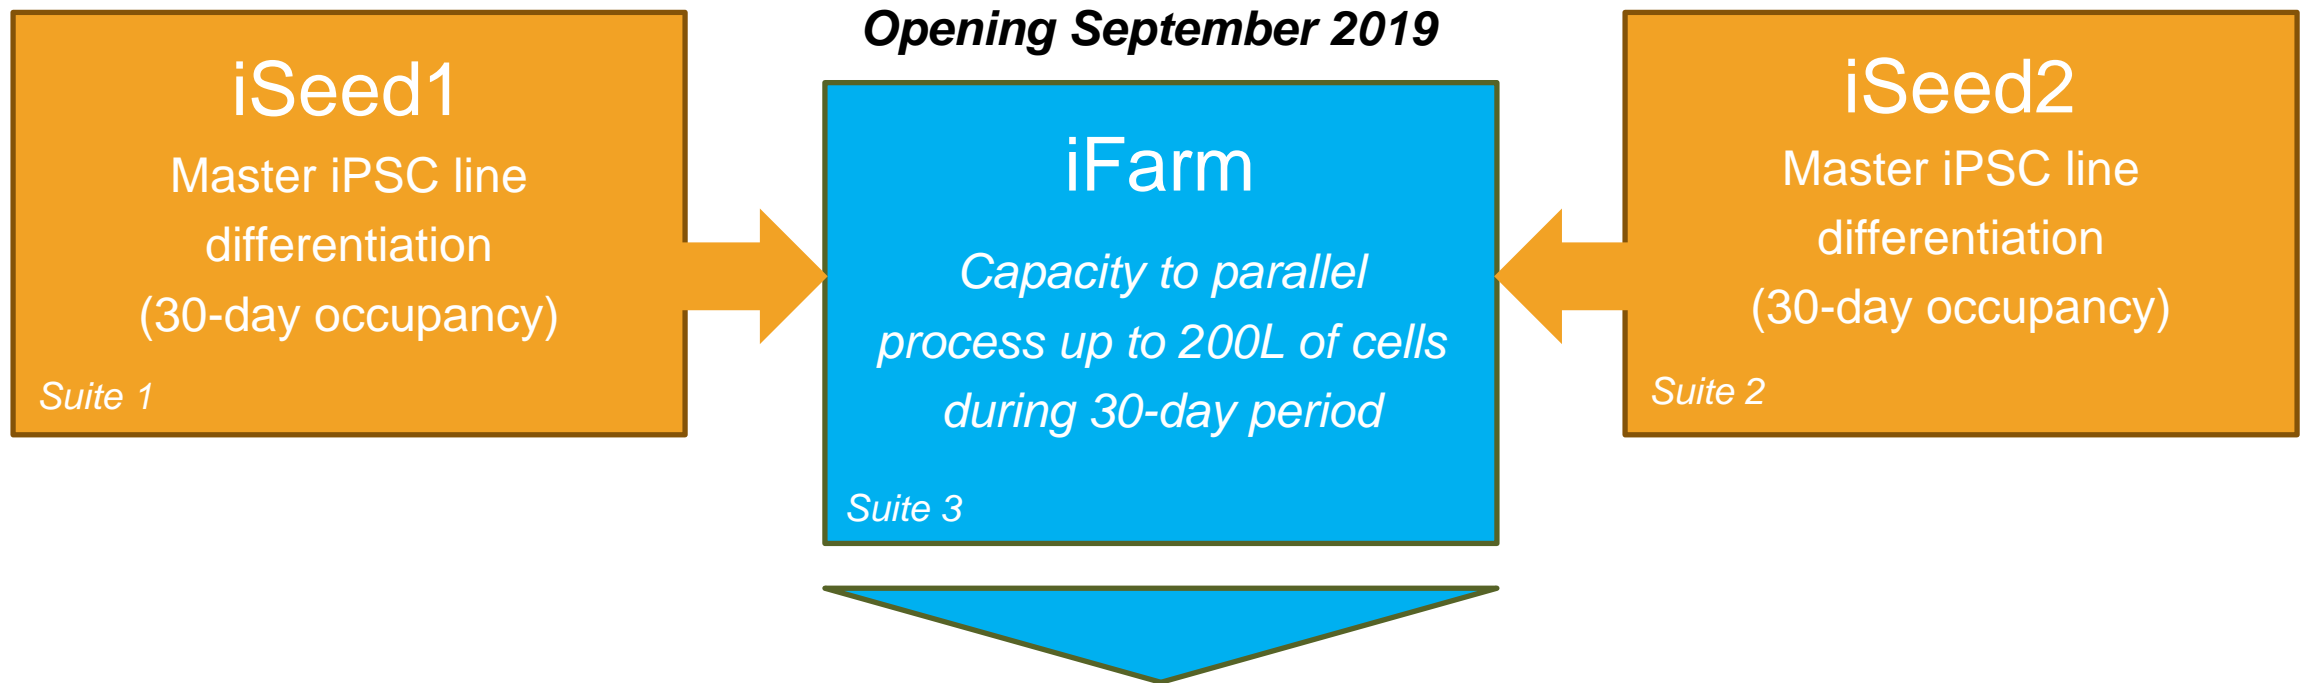 iSeed1
Master iPSC line
differentiation
(30-day occupancy)
Suite 1
Opening September 2019
iFarm
Capacity to parallel
process up to 200L of cells
during 30-day period
Suite 3
iSeed2
Master iPSC line
differentiation
(30-day occupancy)
Suite 2